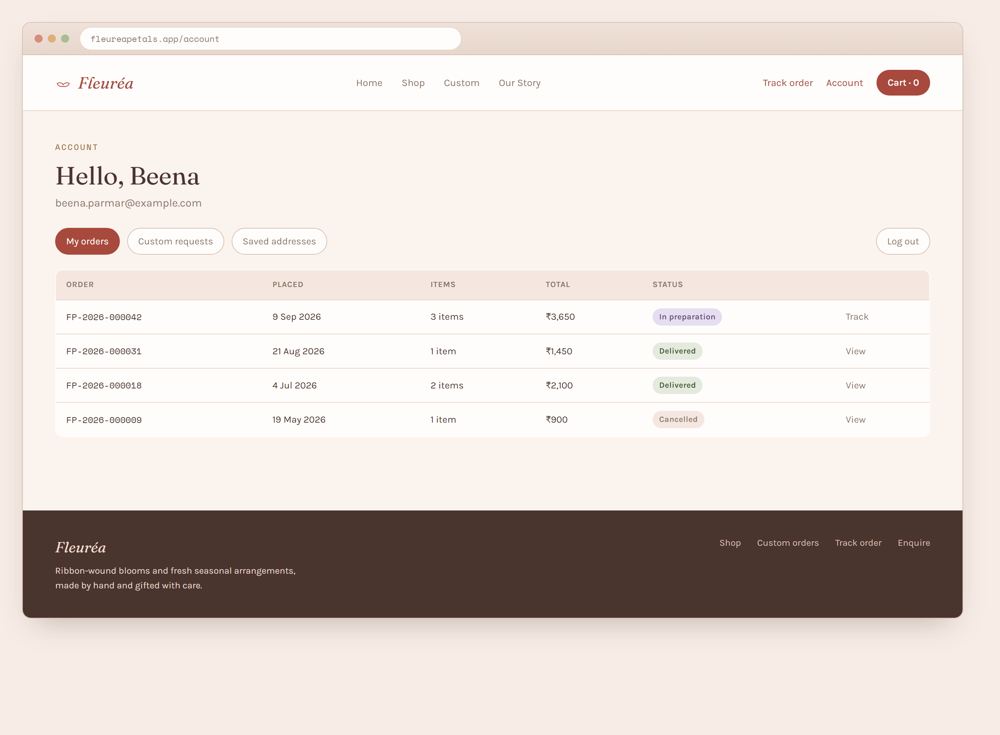 fleureapetals.app/account
Fleuréa
Home Shop Custom Our Story
Track order Account Cart · 0
ACCOUNT
Hello, Beena
beena.parmar@example.com
My orders Custom requests Saved addresses Log out
ORDER PLACED ITEMS TOTAL STATUS
FP-2026-000042 9 Sep 2026 3 items ₹3,650 In preparation Track
FP-2026-000031 21 Aug 2026 1 item ₹1,450 Delivered View
FP-2026-000018 4 Jul 2026 2 items ₹2,100 Delivered View
FP-2026-000009 19 May 2026 1 item ₹900 Cancelled View
Fleuréa
Ribbon-wound blooms and fresh seasonal arrangements,
made by hand and gifted with care.
Shop Custom orders Track order Enquire